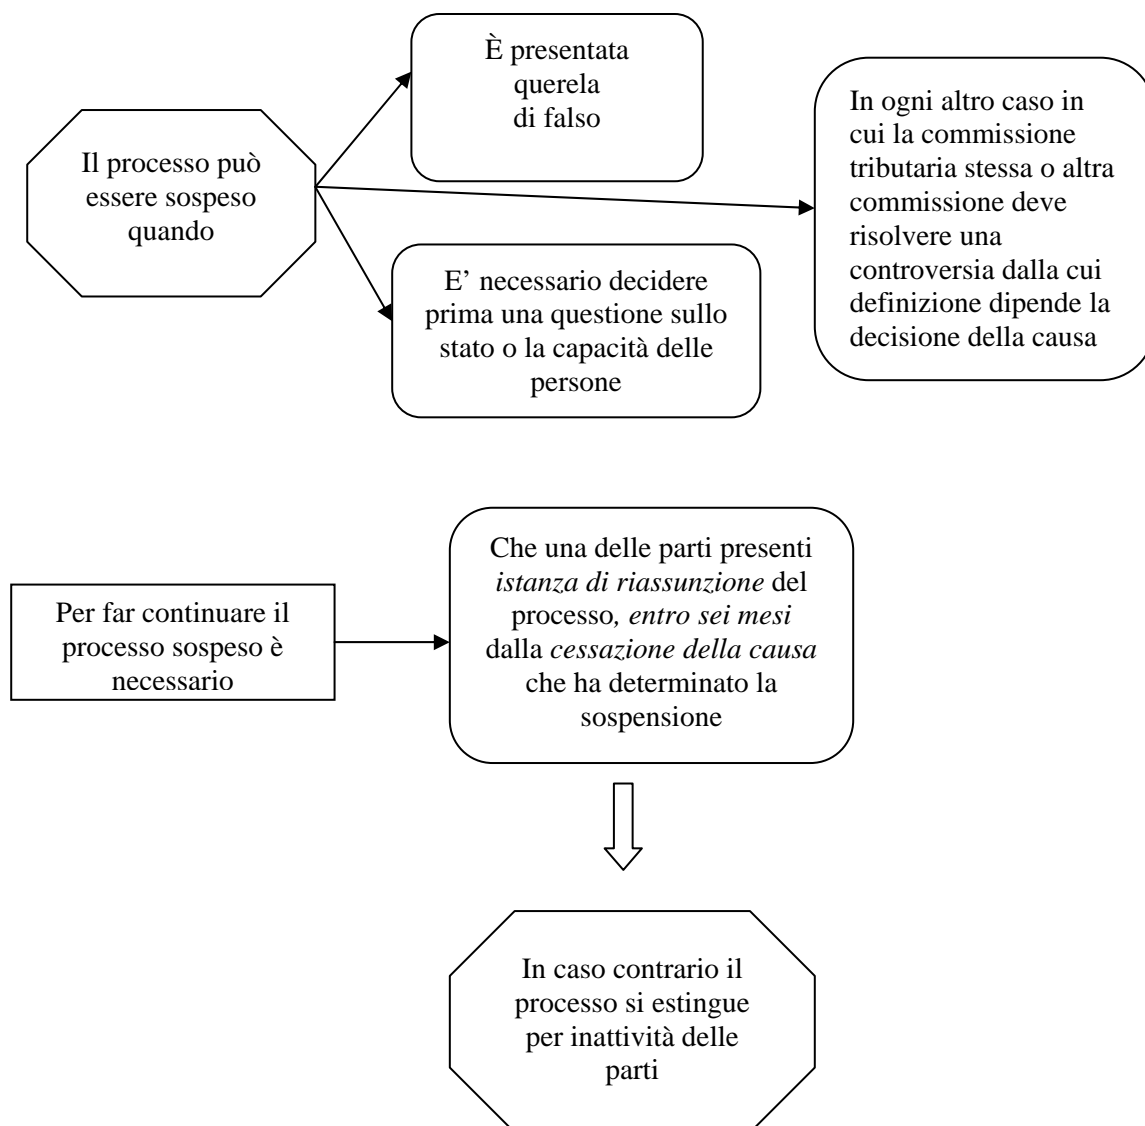 È presentata
querela
di falso
Il processo può
essere sospeso
quando
In ogni altro caso in
cui la commissione
tributaria stessa o altra
commissione deve
risolvere una
controversia dalla cui
definizione dipende la
decisione della causa
E’ necessario decidere
prima una questione sullo
stato o la capacità delle
persone
Per far continuare il
processo sospeso è
necessario
Che una delle parti presenti
istanza di riassunzione del
processo, entro sei mesi
dalla cessazione della causa
che ha determinato la
sospensione
In caso contrario il
processo si estingue
per inattività delle
parti